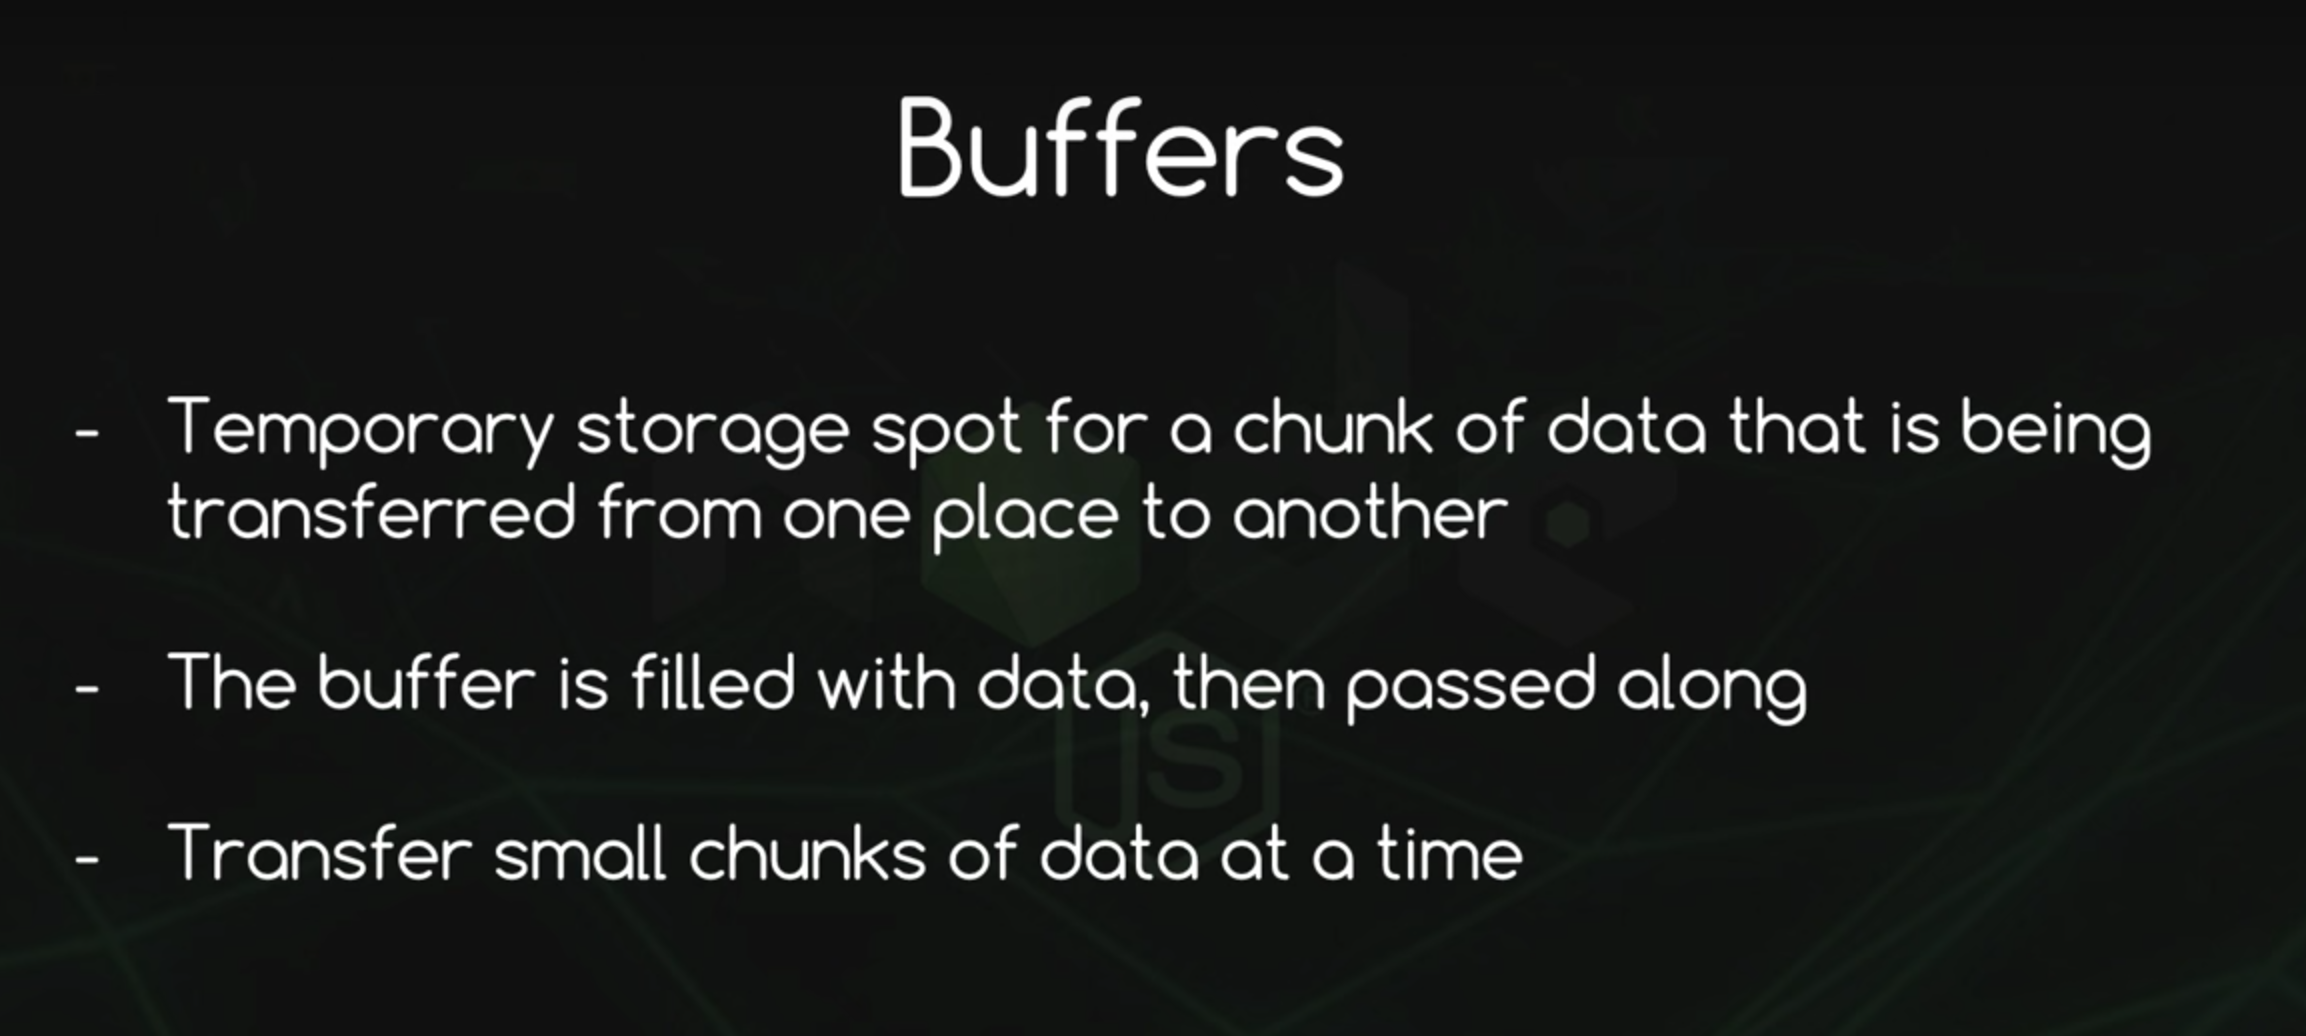 Buffers
- Temporary storage spot for a chunk of data that is being
transferred from one place to another
- The buffer is filled with data, then passed along
- Transfer small chunks of data at a time
JS